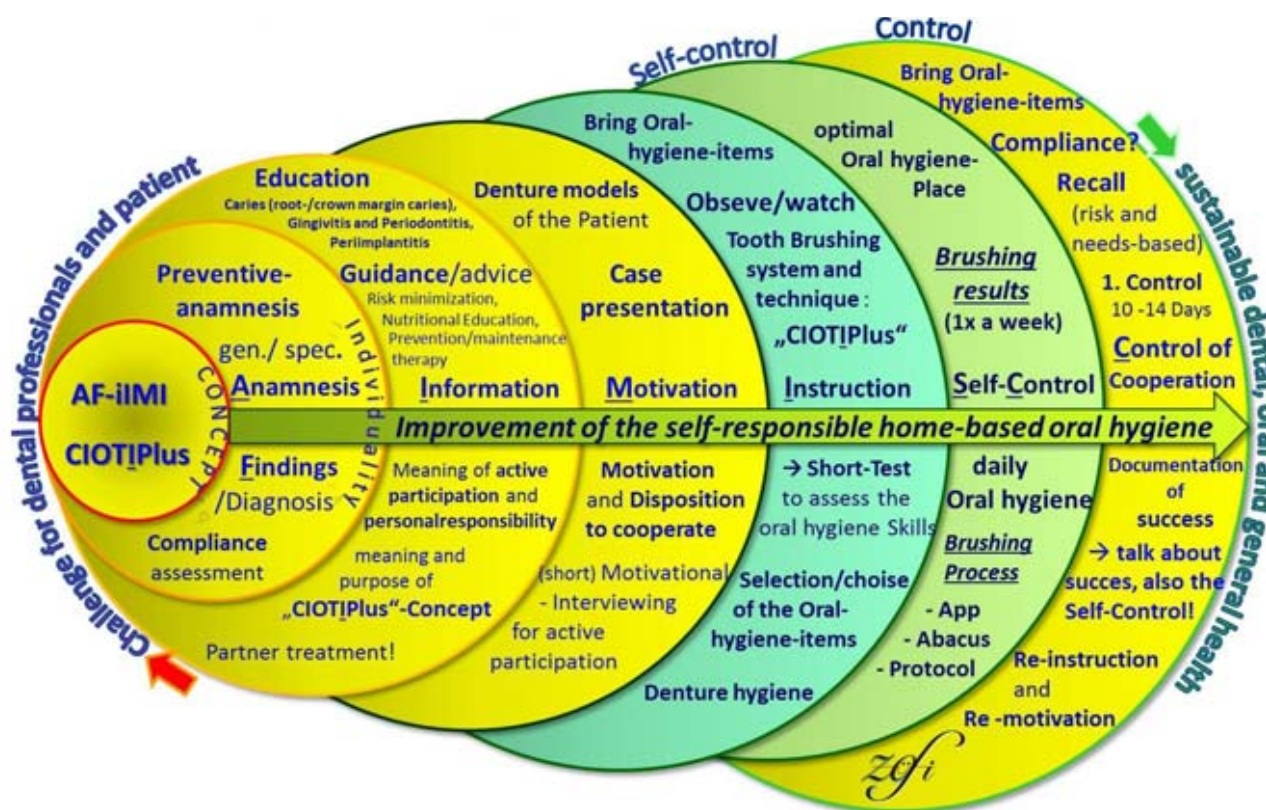 Challenge for dental professionals and patient
AF-iIMI
CIOTIPlus
CONCEPT
Preventive-
anamnesis
gen./ spec.
Anamnesis
Findings
/Diagnosis
Compliance
assessment
Individuality
Education
Caries (root-/crown margin caries),
Gingivitis and Periodontitis,
Periimplantitis
Guidance/advice
Risk minimization,
Nutritional Education,
Prevention/maintenance
therapy
Information
Meaning of active
participation and
personalresponsibility
meaning and
purpose of
„CIOTIPlus“-Concept
Partner treatment!
Denture models
of the Patient
Case
presentation
Motivation
Motivation
and Disposition
to cooperate
(short) Motivational
- Interviewing
for active
participation
Bring Oral-
hygiene-items
Obseve/watch
Tooth Brushing
system and
technique :
„CIOTIPlus“
Instruction
→ Short-Test
to assess the
oral hygiene Skills
Selection/choise
of the Oral-
hygiene-items
Denture hygiene
Self-control
optimal
Oral hygiene-
Place
Brushing
results
(1x a week)
Self-Control
daily
Oral hygiene
Brushing
Process
- App
- Abacus
- Protocol
Control
Bring Oral-
hygiene-items
Compliance?
Recall
(risk and
needs-based)
1. Control
10 -14 Days
Control of
Cooperation
Documentation
of
success
→ talk about
succes, also the
Self-Control!
Re-instruction
and
Re -motivation
Improvement of the self-responsible home-based oral hygiene
sustainable dental, oral and general health
zfi